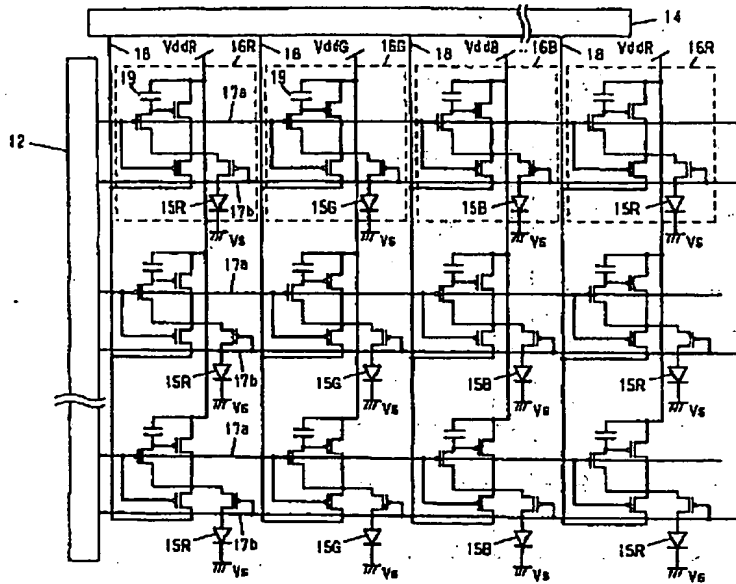 14
18 VddR 16R 18 VddG 16G 18 VddB 16B 18 VddR 16R
19 19
17a
12
15R 17b 15G 15B 15R
Vs Vs Vs Vs
17a
15R 17b 15G 15B 15R
Vs Vs Vs Vs
17a
15R 17b 15G 15B 15R
Vs Vs Vs Vs